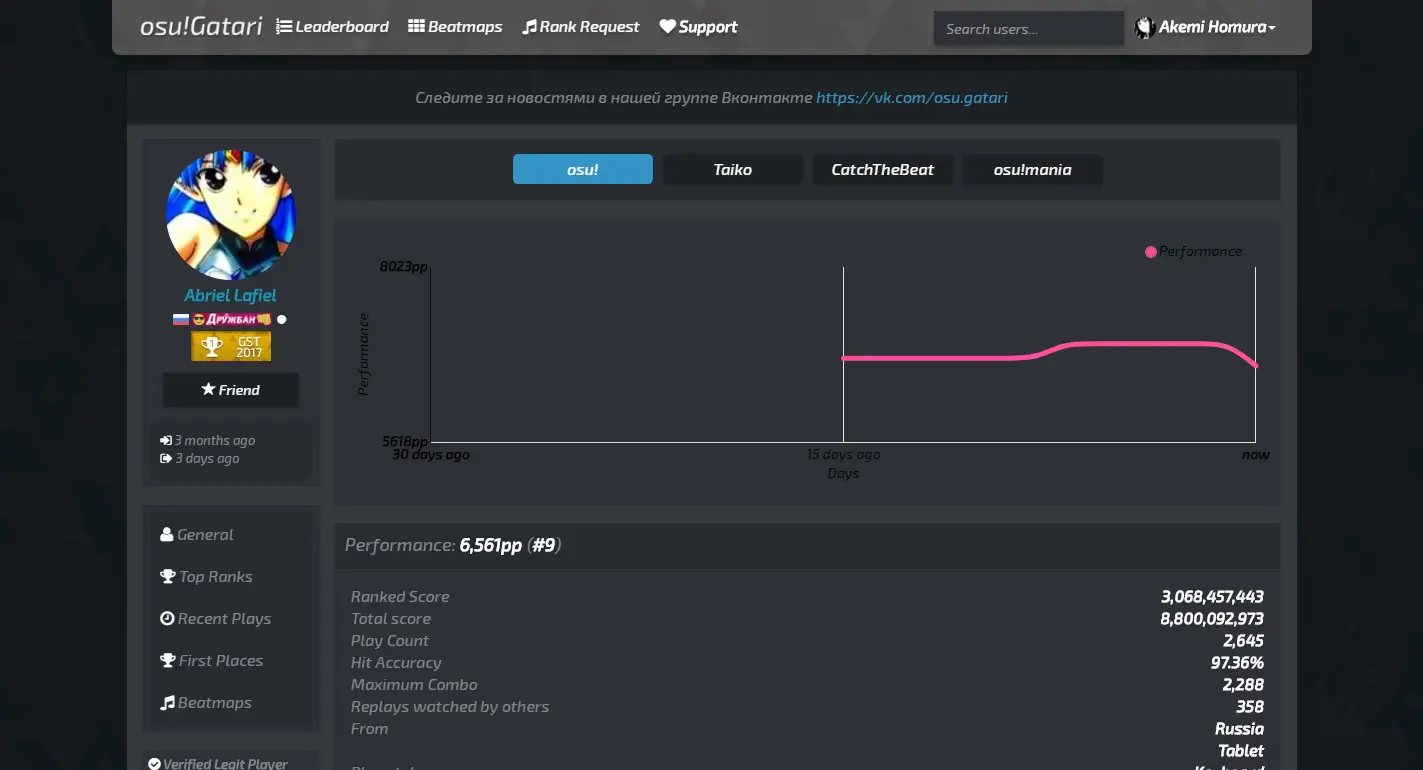 osu!Gatari Leaderboard Beatmaps Rank Request Support Search users... Akemi Homura
Следите за новостями в нашей группе Вконтакте https://vk.com/osu.gatari
osu! Taiko CatchTheBeat osu!mania
Abriel Lafiel
Дружбан
1 GST
2017
Friend
3 months ago
3 days ago
General
Top Ranks
Recent Plays
First Places
Beatmaps
Verified Legit Player
Performance
8023pp
Performance
5618pp
30 days ago 15 days ago now
Days
Performance: 6,561pp (#9)
Ranked Score 3,068,457,443
Total score 8,800,092,973
Play Count 2,645
Hit Accuracy 97.36%
Maximum Combo 2,288
Replays watched by others 358
From Russia
Tablet